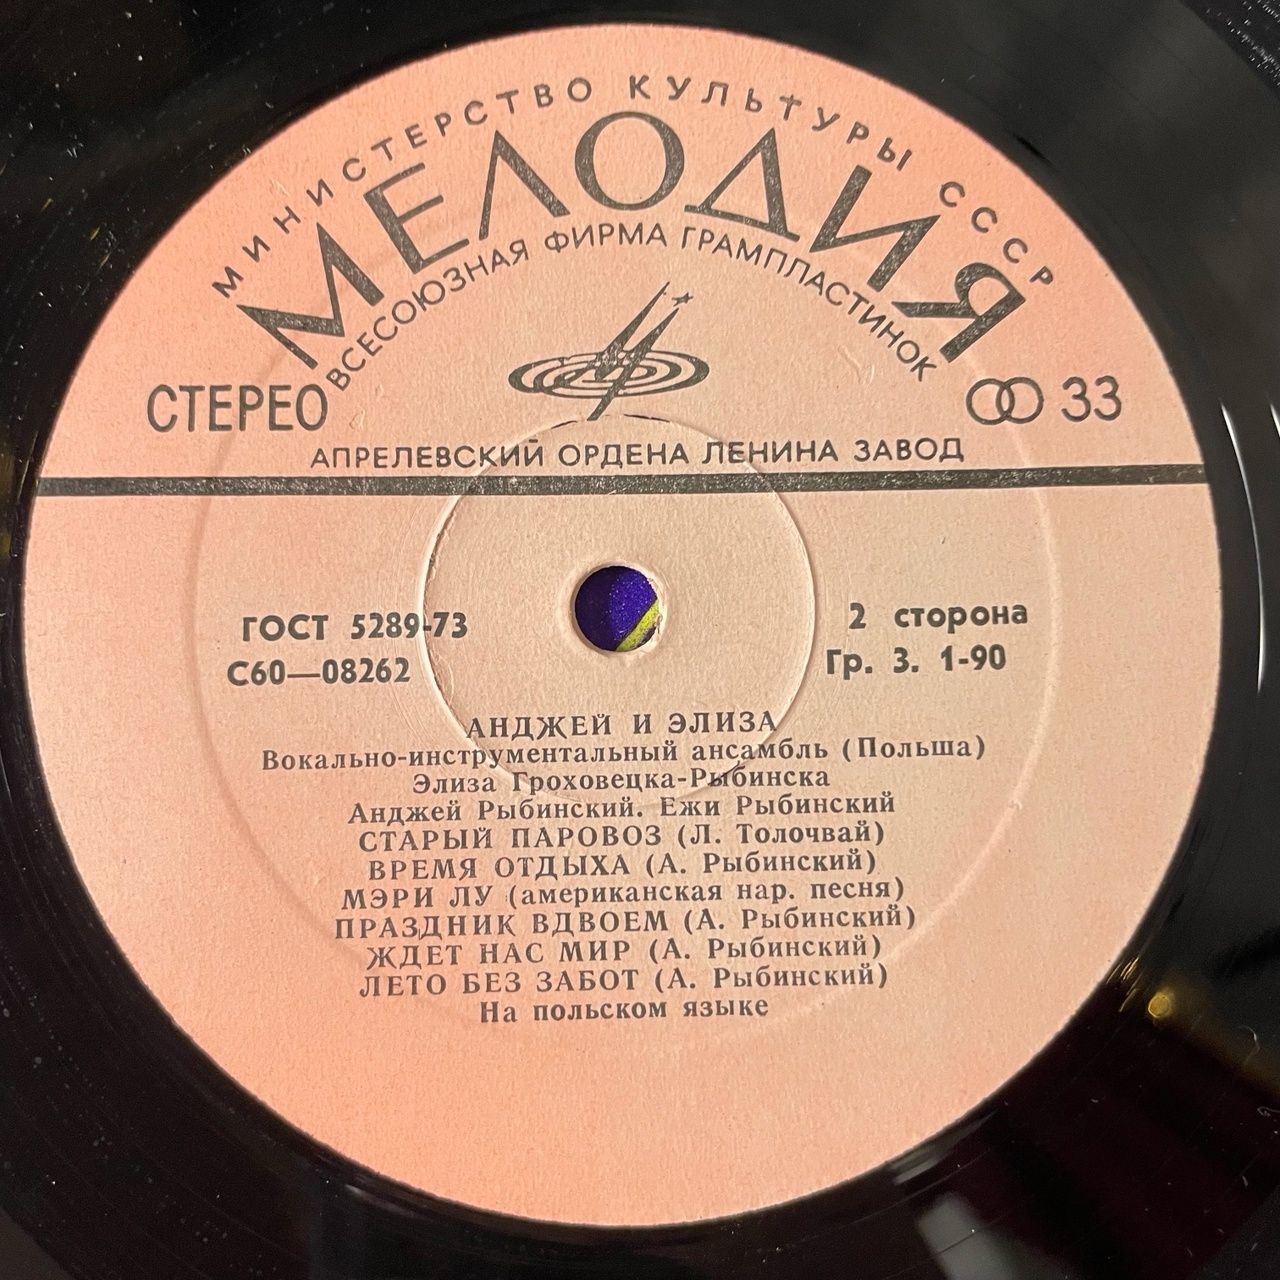 МИНИСТЕРСТВО КУЛЬТУРЫ СССР
МЕЛОДИЯ
ВСЕСОЮЗНАЯ ФИРМА ГРАМПЛАСТИНОК
СТЕРЕО
33
АПРЕЛЕВСКИЙ ОРДЕНА ЛЕНИНА ЗАВОД
ГОСТ 5289-73
2 сторона
С60—08262
Гр. 3. 1-90
АНДЖЕЙ И ЭЛИЗА
Вокально-инструментальный ансамбль (Польша)
Элиза Гроховецка-Рыбинска
Анджей Рыбинский. Ежи Рыбинский
СТАРЫЙ ПАРОВОЗ (Л. Толочвай)
ВРЕМЯ ОТДЫХА (А. Рыбинский)
МЭРИ ЛУ (американская нар. песня)
ПРАЗДНИК ВДВОЕМ (А. Рыбинский)
ЖДЕТ НАС МИР (А. Рыбинский)
ЛЕТО БЕЗ ЗАБОТ (А. Рыбинский)
На польском языке